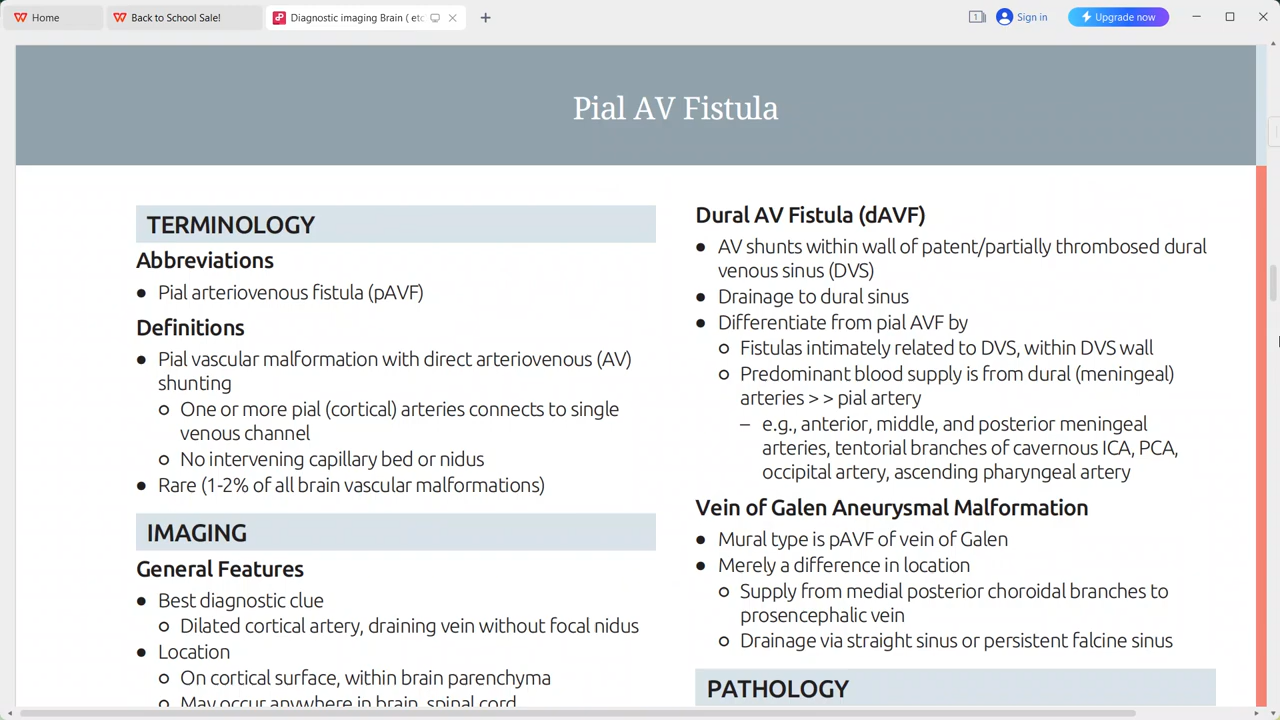 Home
Back to School Sale!
Diagnostic imaging Brain ( etc
1
Sign in
Upgrade now
Pial AV Fistula
TERMINOLOGY
Abbreviations
● Pial arteriovenous fistula (pAVF)
Definitions
● Pial vascular malformation with direct arteriovenous (AV)
shunting
○ One or more pial (cortical) arteries connects to single
venous channel
○ No intervening capillary bed or nidus
● Rare (1-2% of all brain vascular malformations)
IMAGING
General Features
● Best diagnostic clue
○ Dilated cortical artery, draining vein without focal nidus
● Location
○ On cortical surface, within brain parenchyma
○ May occur anywhere in brain, spinal cord
Dural AV Fistula (dAVF)
● AV shunts within wall of patent/partially thrombosed dural
venous sinus (DVS)
● Drainage to dural sinus
● Differentiate from pial AVF by
○ Fistulas intimately related to DVS, within DVS wall
○ Predominant blood supply is from dural (meningeal)
arteries > > pial artery
– e.g., anterior, middle, and posterior meningeal
arteries, tentorial branches of cavernous ICA, PCA,
occipital artery, ascending pharyngeal artery
Vein of Galen Aneurysmal Malformation
● Mural type is pAVF of vein of Galen
● Merely a difference in location
○ Supply from medial posterior choroidal branches to
prosencephalic vein
○ Drainage via straight sinus or persistent falcine sinus
PATHOLOGY